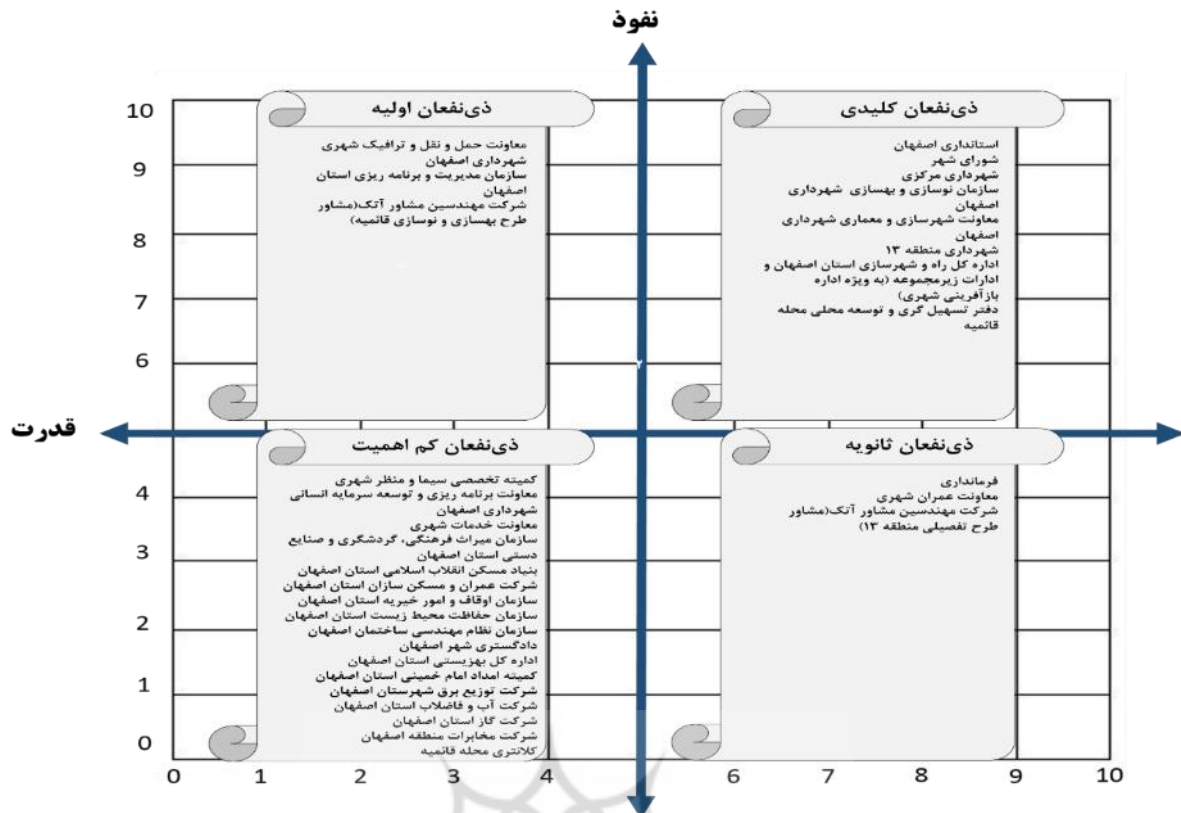 نفوذ
قدرت
10
9
8
7
6
4
3
2
1
0
0
1
2
3
4
6
7
8
9
10
ذی‌نفعان کلیدی
استانداری اصفهان
شورای شهر
شهرداری مرکزی
سازمان نوسازی و بهسازی شهرداری
اصفهان
معاونت شهرسازی و معماری شهرداری
اصفهان
شهرداری منطقه ۱۳
اداره کل راه و شهرسازی استان اصفهان و
ادارات زیرمجموعه (به ویژه اداره
بازآفرینی شهری)
دفتر تسهیل گری و توسعه محلی محله
قائمیه
ذی‌نفعان اولیه
معاونت حمل و نقل و ترافیک شهری
شهرداری اصفهان
سازمان مدیریت و برنامه ریزی استان
اصفهان
شرکت مهندسین مشاور آتک(مشاور
طرح بهسازی و نوسازی قائمیه)
۲
ذی‌نفعان ثانویه
فرمانداری
معاونت عمران شهری
شرکت مهندسین مشاور آتک(مشاور
طرح تفصیلی منطقه ۱۳)
ذی‌نفعان کم اهمیت
کمیته تخصصی سیما و منظر شهری
معاونت برنامه ریزی و توسعه سرمایه انسانی
شهرداری اصفهان
معاونت خدمات شهری
سازمان میراث فرهنگی، گردشگری و صنایع
دستی استان اصفهان
بنیاد مسکن انقلاب اسلامی استان اصفهان
شرکت عمران و مسکن سازان استان اصفهان
سازمان اوقاف و امور خیریه استان اصفهان
سازمان حفاظت محیط زیست استان اصفهان
سازمان نظام مهندسی ساختمان اصفهان
دادگستری شهر اصفهان
اداره کل بهزیستی استان اصفهان
کمیته امداد امام خمینی استان اصفهان
شرکت توزیع برق شهرستان اصفهان
شرکت آب و فاضلاب استان اصفهان
شرکت گاز استان اصفهان
شرکت مخابرات منطقه اصفهان
کلانتری محله قائمیه